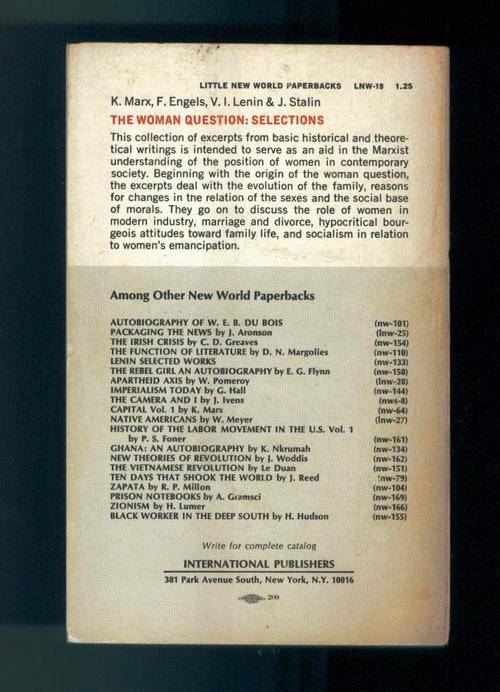 LITTLE NEW WORLD PAPERBACKS LNW-19 1.25
K. Marx, F. Engels, V. I. Lenin & J. Stalin
THE WOMAN QUESTION: SELECTIONS
This collection of excerpts from basic historical and theore-
tical writings is intended to serve as an aid in the Marxist
understanding of the position of women in contemporary
society. Beginning with the origin of the woman question,
the excerpts deal with the evolution of the family, reasons
for changes in the relation of the sexes and the social base
of morals. They go on to discuss the role of women in
modern industry, marriage and divorce, hypocritical bour-
geois attitudes toward family life, and socialism in relation
to women's emancipation.
Among Other New World Paperbacks
AUTOBIOGRAPHY OF W. E. B. DU BOIS (nw-101)
PACKAGING THE NEWS by J. Aronson (lnw-25)
THE IRISH CRISIS by C. D. Greaves (nw-154)
THE FUNCTION OF LITERATURE by D. N. Margolies (nw-110)
LENIN SELECTED WORKS (nw-133)
THE REBEL GIRL AN AUTOBIOGRAPHY by E. G. Flynn (nw-158)
APARTHEID AXIS by W. Pomeroy (lnw-28)
IMPERIALISM TODAY by G. Hall (nw-144)
THE CAMERA AND I by J. Ivens (nws-8)
CAPITAL Vol. 1 by K. Marx (nw-64)
NATIVE AMERICANS by W. Meyer (lnw-27)
HISTORY OF THE LABOR MOVEMENT IN THE U.S. Vol. 1
by P. S. Foner (nw-161)
GHANA: AN AUTOBIOGRAPHY by K. Nkrumah (nw-134)
NEW THEORIES OF REVOLUTION by J. Woddis (nw-162)
THE VIETNAMESE REVOLUTION by Le Duan (nw-151)
TEN DAYS THAT SHOOK THE WORLD by J. Reed (nw-79)
ZAPATA by R. P. Millon (nw-104)
PRISON NOTEBOOKS by A. Gramsci (nw-169)
ZIONISM by H. Lumer (nw-166)
BLACK WORKER IN THE DEEP SOUTH by H. Hudson (nw-155)
Write for complete catalog
INTERNATIONAL PUBLISHERS
381 Park Avenue South, New York, N.Y. 10016
209